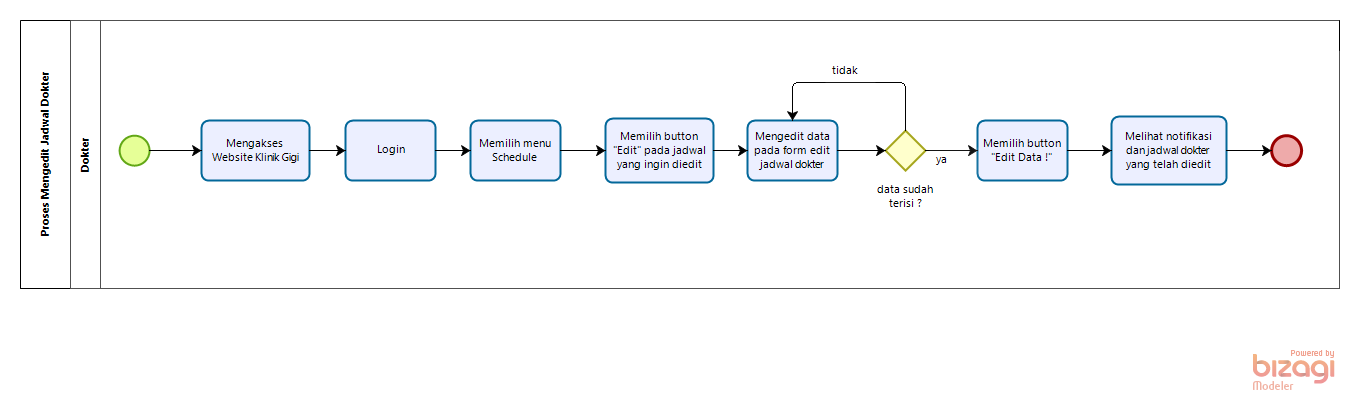 Proses Mengedit Jadwal Dokter
Dokter
Mengakses
Website Klinik Gigi
Login
Memilih menu
Schedule
Memilih button
"Edit" pada jadwal
yang ingin diedit
tidak
Mengedit data
pada form edit
jadwal dokter
data sudah
terisi ?
ya
Memilih button
"Edit Data !"
Melihat notifikasi
dan jadwal dokter
yang telah diedit
Powered by
bizagi
Modeler